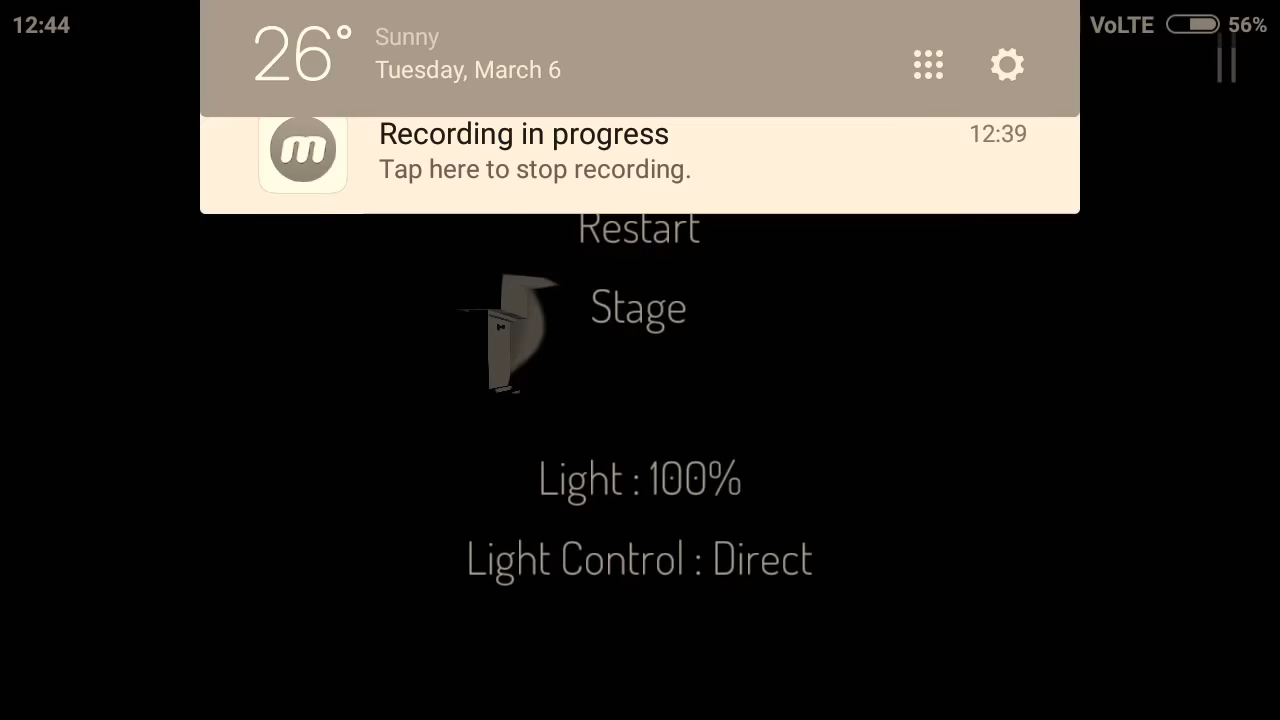 12:44
26°
Sunny
Tuesday, March 6
VoLTE
56%
m
Recording in progress
12:39
Tap here to stop recording.
Restart
Stage
Light : 100%
Light Control : Direct